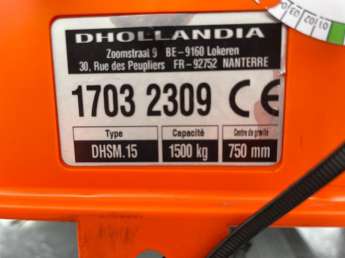 DHOLLANDIA
Zoomstraat 9 BE-9160 Lokeren
30, Rue des Peupliers FR-92752 NANTERRE
1703 2309 CE
Type Capacité Centre de gravité
DHSM.15 1500 kg 750 mm